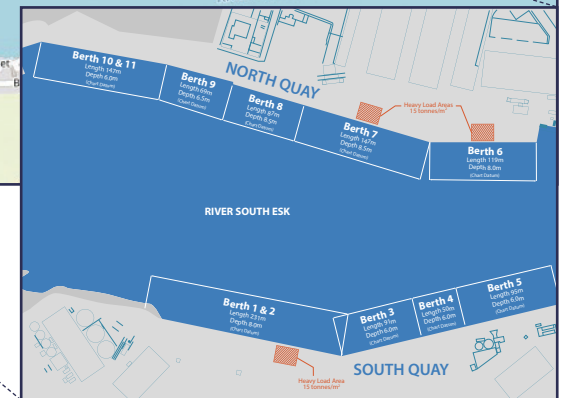 Berth 10 & 11
Length 147m
Depth 6.0m
(Chart Datum)
Berth 9
Length 69m
Depth 6.5m
(Chart Datum)
NORTH QUAY
Berth 8
Length 87m
Depth 8.5m
(Chart Datum)
Berth 7
Length 147m
Depth 8.5m
(Chart Datum)
Heavy Load Areas
15 tonnes/m²
Berth 6
Length 119m
Depth 8.0m
(Chart Datum)
RIVER SOUTH ESK
Berth 1 & 2
Length 231m
Depth 8.0m
(Chart Datum)
Berth 3
Length 91m
Depth 6.0m
(Chart Datum)
Berth 4
Length 50m
Depth 6.0m
(Chart Datum)
Berth 5
Length 95m
Depth 6.0m
(Chart Datum)
SOUTH QUAY
Heavy Load Area
15 tonnes/m²